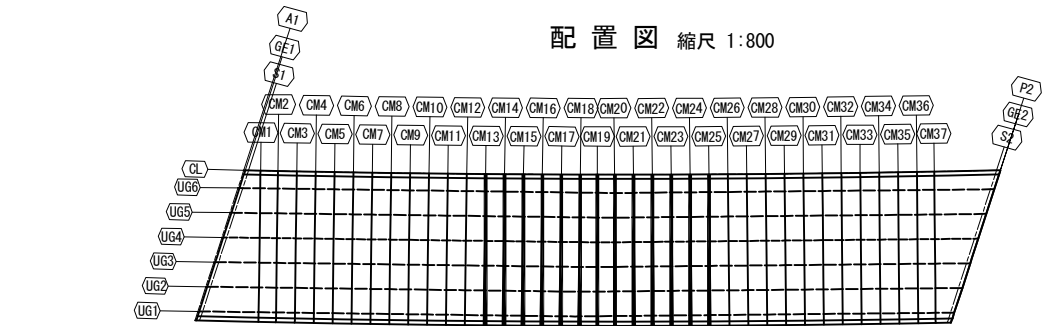 配置図 縮尺 1:800
A1
GE1
S1
P2
GE2
S2
CM2 CM4 CM6 CM8 CM10 CM12 CM14 CM16 CM18 CM20 CM22 CM24 CM26 CM28 CM30 CM32 CM34 CM36
CM1 CM3 CM5 CM7 CM9 CM11 CM13 CM15 CM17 CM19 CM21 CM23 CM25 CM27 CM29 CM31 CM33 CM35 CM37
CL
UG6
UG5
UG4
UG3
UG2
UG1